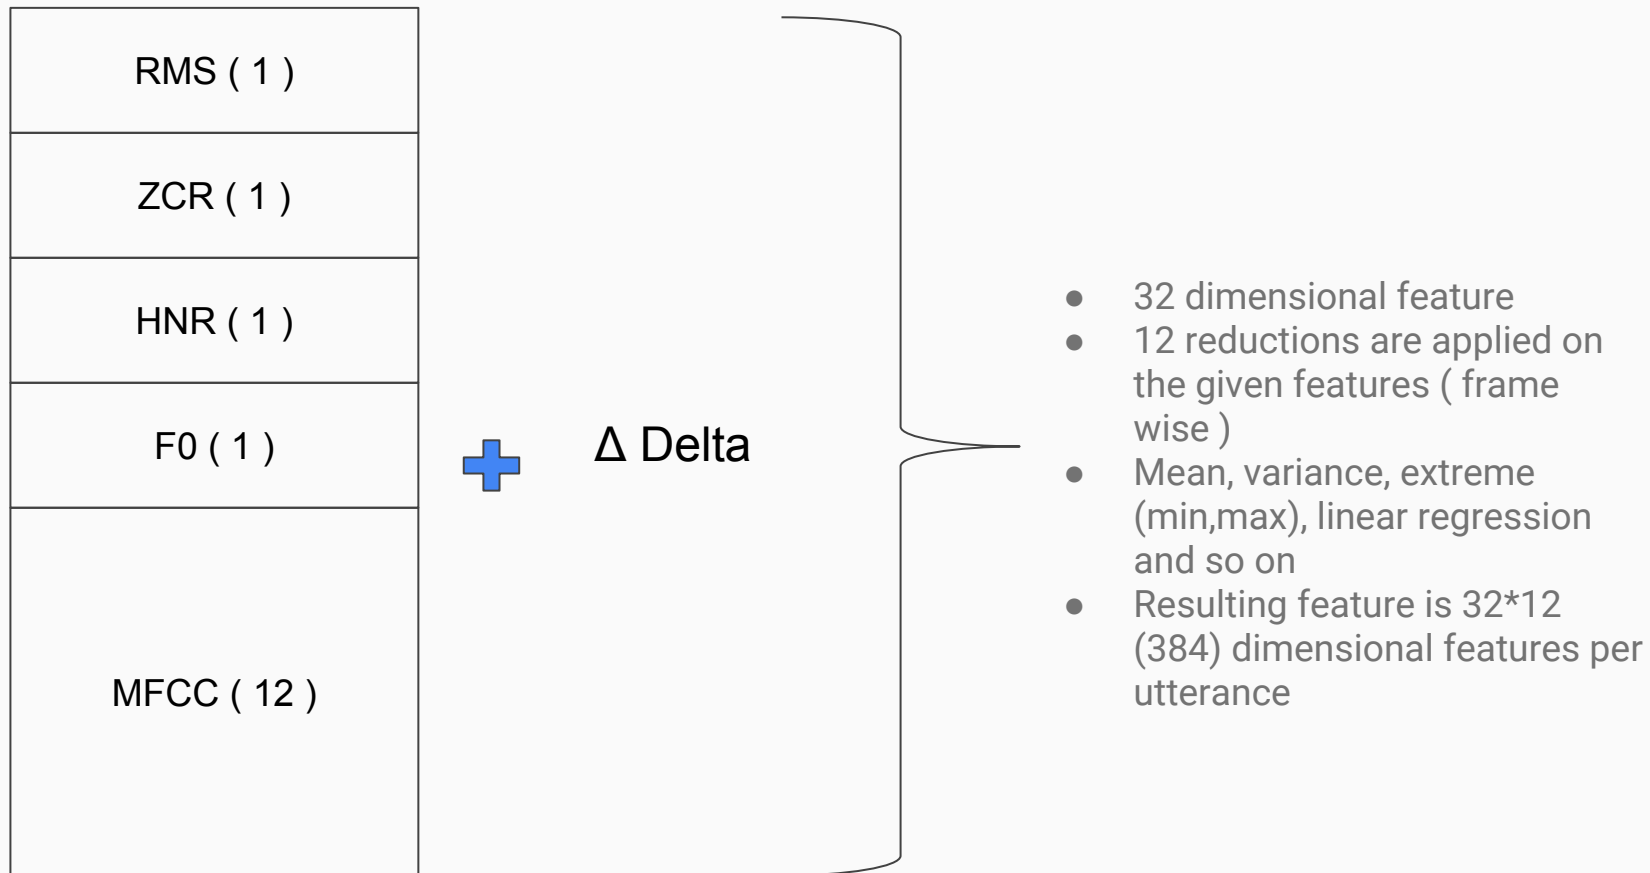 RMS ( 1 )
ZCR ( 1 )
HNR ( 1 )
F0 ( 1 )
MFCC ( 12 )
Δ Delta
● 32 dimensional feature
● 12 reductions are applied on
the given features ( frame
wise )
● Mean, variance, extreme
(min,max), linear regression
and so on
● Resulting feature is 32*12
(384) dimensional features per
utterance